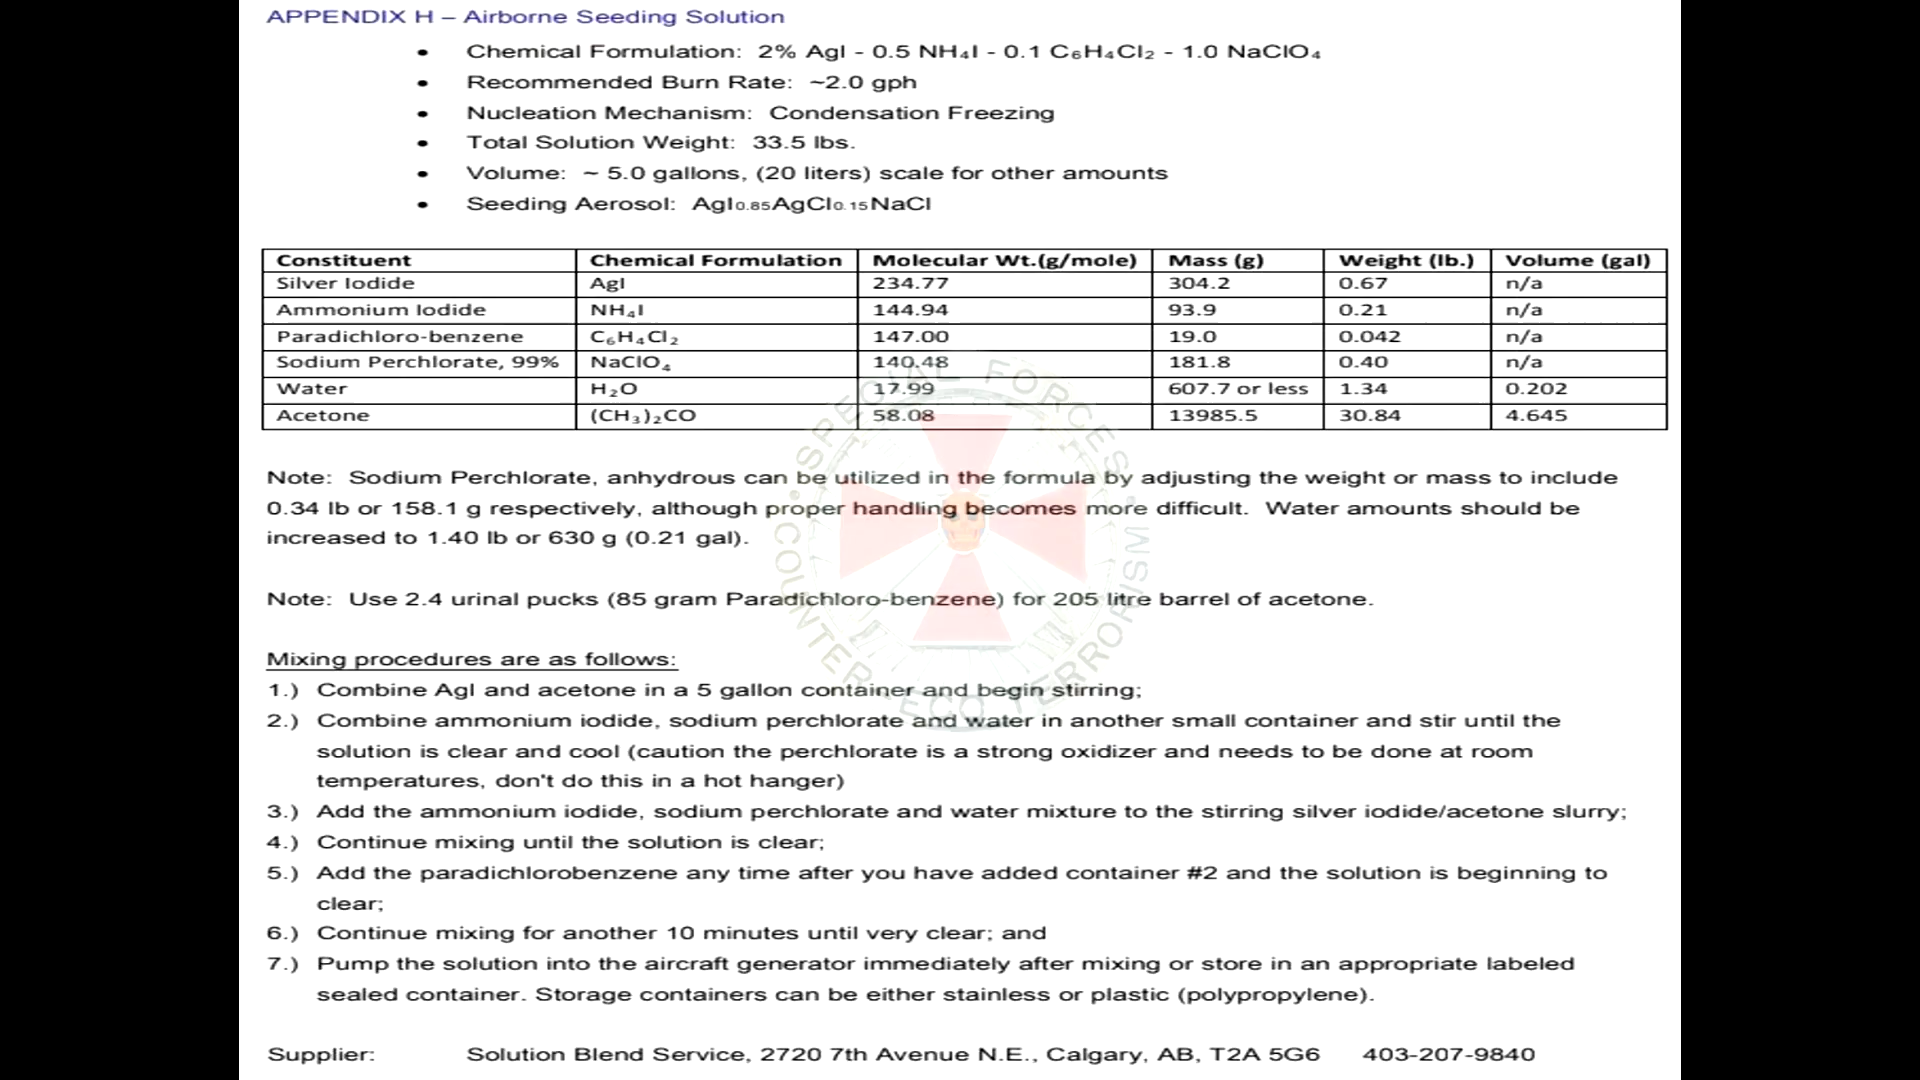 APPENDIX H – Airborne Seeding Solution
• Chemical Formulation: 2% AgI - 0.5 NH₄I - 0.1 C₆H₄Cl₂ - 1.0 NaClO₄
• Recommended Burn Rate: ~2.0 gph
• Nucleation Mechanism: Condensation Freezing
• Total Solution Weight: 33.5 lbs.
• Volume: ~ 5.0 gallons, (20 liters) scale for other amounts
• Seeding Aerosol: AgI₀.₈₅AgCl₀.₁₅NaCl
Constituent Chemical Formulation Molecular Wt.(g/mole) Mass (g) Weight (lb.) Volume (gal)
Silver Iodide AgI 234.77 304.2 0.67 n/a
Ammonium Iodide NH₄I 144.94 93.9 0.21 n/a
Paradichloro-benzene C₆H₄Cl₂ 147.00 19.0 0.042 n/a
Sodium Perchlorate, 99% NaClO₄ 140.48 181.8 0.40 n/a
Water H₂O 17.99 607.7 or less 1.34 0.202
Acetone (CH₃)₂CO 58.08 13985.5 30.84 4.645
Note: Sodium Perchlorate, anhydrous can be utilized in the formula by adjusting the weight or mass to include
0.34 lb or 158.1 g respectively, although proper handling becomes more difficult. Water amounts should be
increased to 1.40 lb or 630 g (0.21 gal).
Note: Use 2.4 urinal pucks (85 gram Paradichloro-benzene) for 205 litre barrel of acetone.
Mixing procedures are as follows:
1.) Combine AgI and acetone in a 5 gallon container and begin stirring;
2.) Combine ammonium iodide, sodium perchlorate and water in another small container and stir until the
solution is clear and cool (caution the perchlorate is a strong oxidizer and needs to be done at room
temperatures, don't do this in a hot hanger)
3.) Add the ammonium iodide, sodium perchlorate and water mixture to the stirring silver iodide/acetone slurry;
4.) Continue mixing until the solution is clear;
5.) Add the paradichlorobenzene any time after you have added container #2 and the solution is beginning to
clear;
6.) Continue mixing for another 10 minutes until very clear; and
7.) Pump the solution into the aircraft generator immediately after mixing or store in an appropriate labeled
sealed container. Storage containers can be either stainless or plastic (polypropylene).
Supplier: Solution Blend Service, 2720 7th Avenue N.E., Calgary, AB, T2A 5G6 403-207-9840
SPECIAL FORCES
COUNTER-ECO TERRORISM